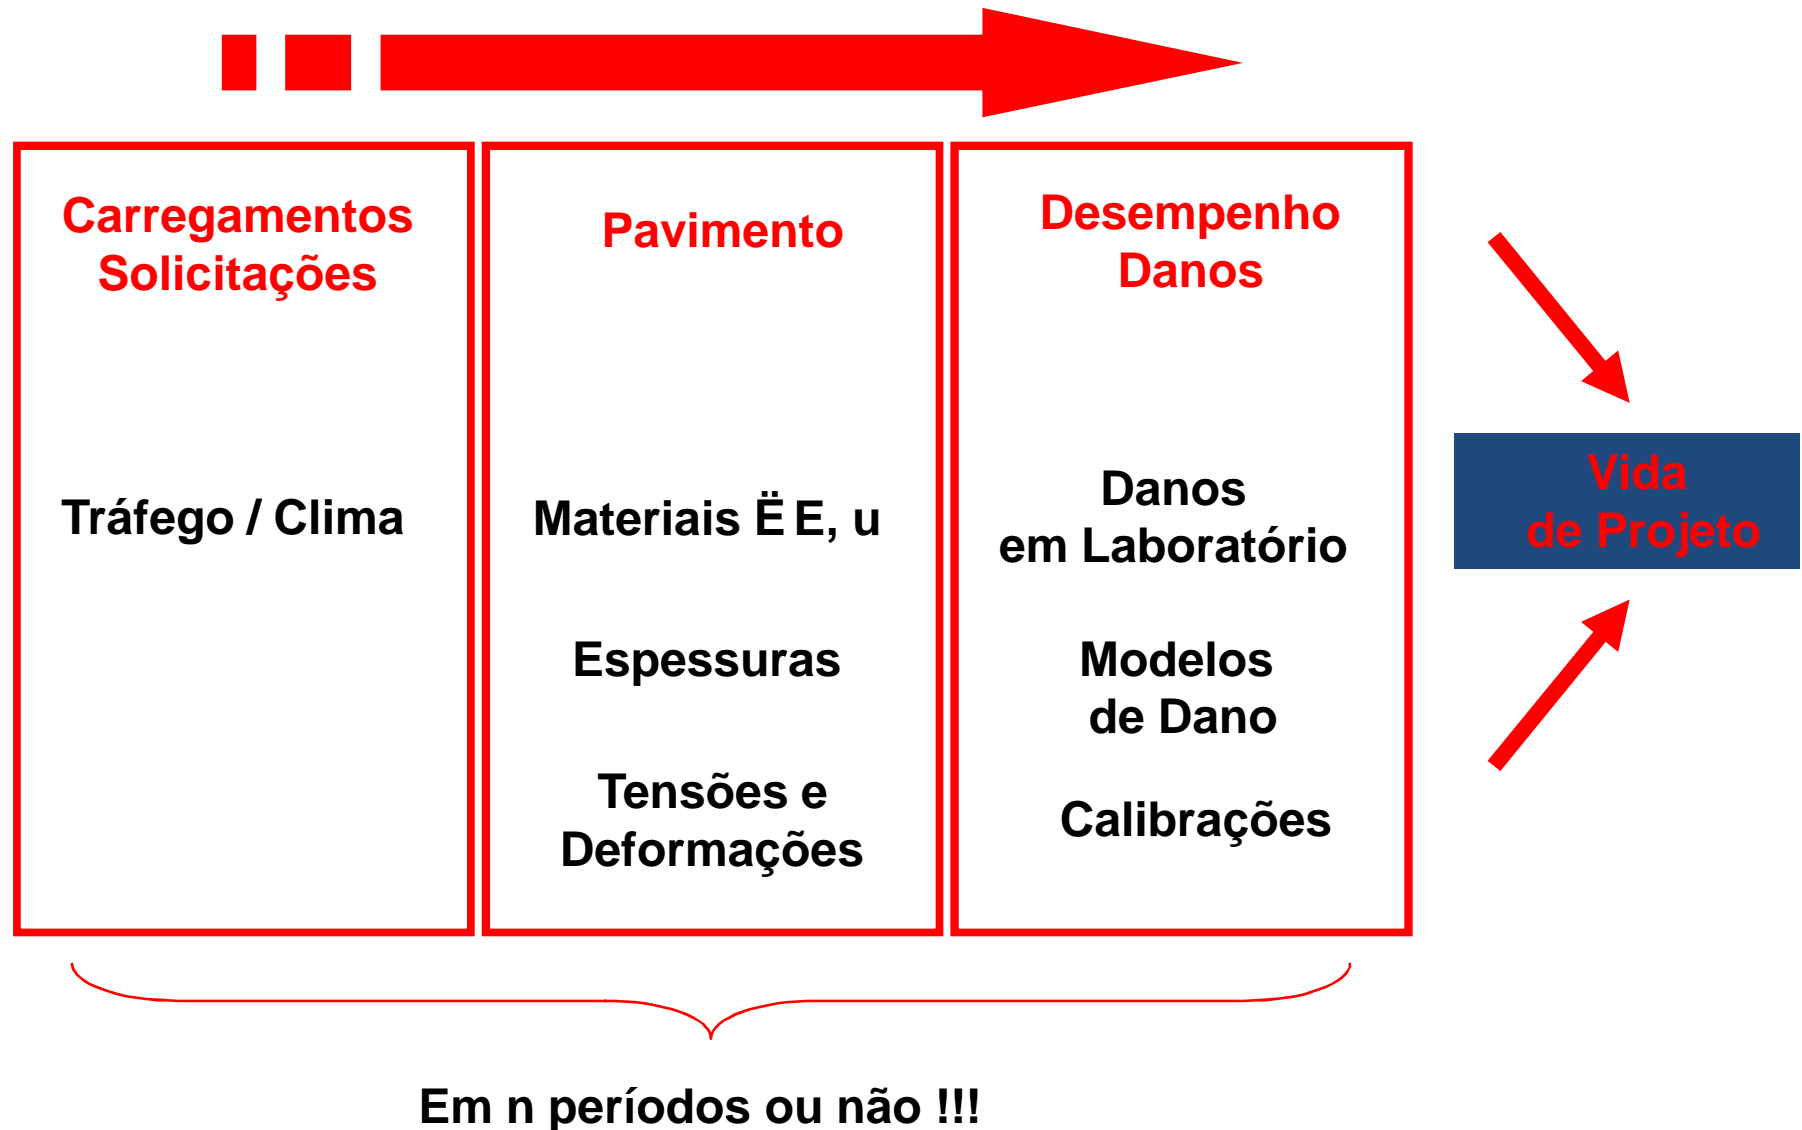 Carregamentos
Solicitações
Tráfego / Clima
Pavimento
Materiais Ë E, u
Espessuras
Tensões e
Deformações
Desempenho
Danos
Danos
em Laboratório
Modelos
de Dano
Calibrações
Vida
de Projeto
Em n períodos ou não !!!